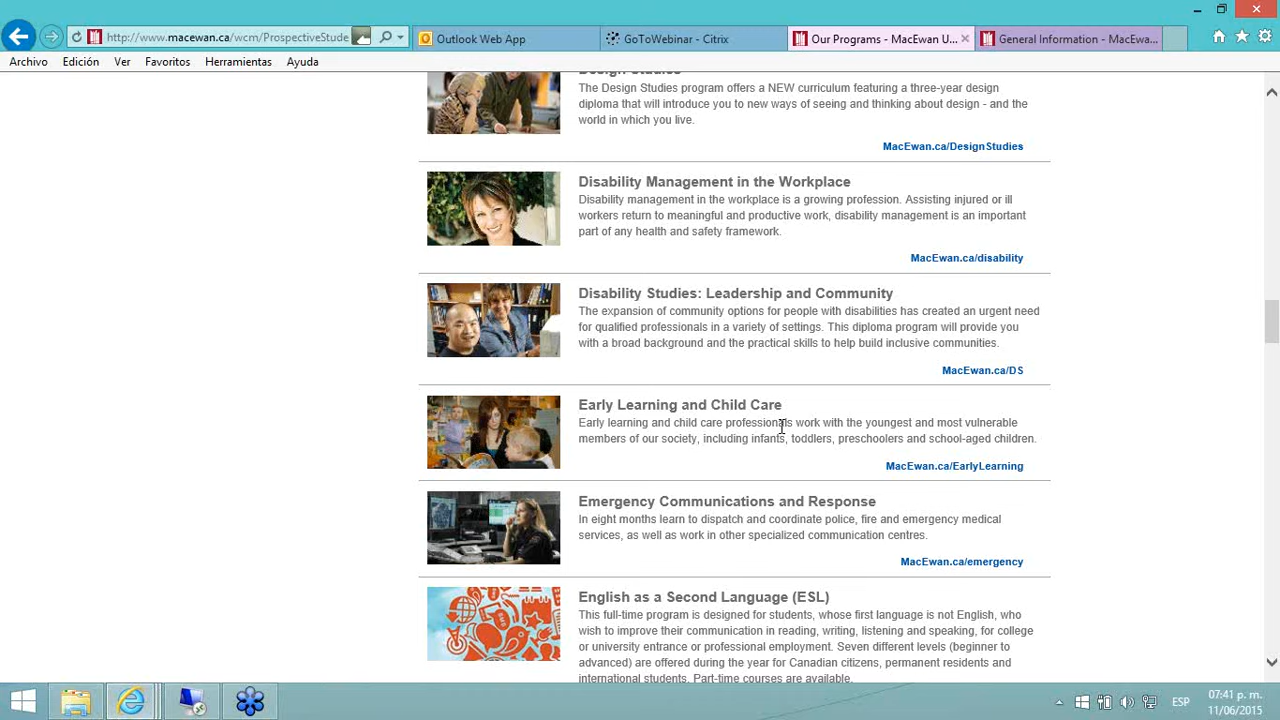 http://www.macewan.ca/wcm/ProspectiveStude
Outlook Web App
GoToWebinar - Citrix
Our Programs - MacEwan U...
General Information - MacEwa...
Archivo Edición Ver Favoritos Herramientas Ayuda
Design Studies
The Design Studies program offers a NEW curriculum featuring a three-year design
diploma that will introduce you to new ways of seeing and thinking about design - and the
world in which you live.
MacEwan.ca/DesignStudies
Disability Management in the Workplace
Disability management in the workplace is a growing profession. Assisting injured or ill
workers return to meaningful and productive work, disability management is an important
part of any health and safety framework.
MacEwan.ca/disability
Disability Studies: Leadership and Community
The expansion of community options for people with disabilities has created an urgent need
for qualified professionals in a variety of settings. This diploma program will provide you
with a broad background and the practical skills to help build inclusive communities.
MacEwan.ca/DS
Early Learning and Child Care
Early learning and child care professionals work with the youngest and most vulnerable
members of our society, including infants, toddlers, preschoolers and school-aged children.
MacEwan.ca/EarlyLearning
Emergency Communications and Response
In eight months learn to dispatch and coordinate police, fire and emergency medical
services, as well as work in other specialized communication centres.
MacEwan.ca/emergency
English as a Second Language (ESL)
This full-time program is designed for students, whose first language is not English, who
wish to improve their communication in reading, writing, listening and speaking, for college
or university entrance or professional employment. Seven different levels (beginner to
advanced) are offered during the year for Canadian citizens, permanent residents and
international students. Part-time courses are available.
ESP
07:41 p. m.
11/06/2015